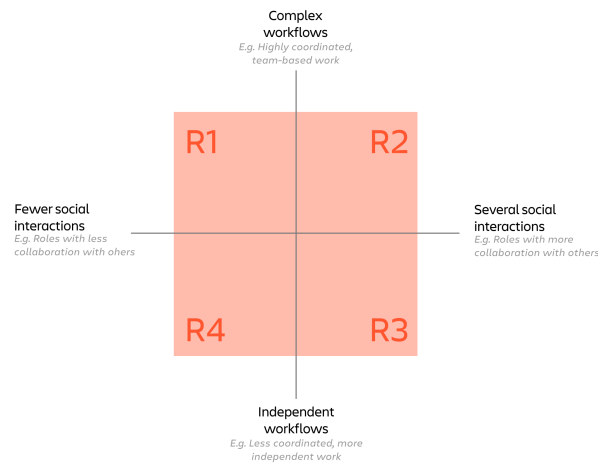 Complex
workflows
E.g. Highly coordinated,
team-based work
R1
R2
Fewer social
interactions
E.g. Roles with less
collaboration with ohers
Several social
interactions
E.g. Roles with more
collaboration with others
R4
R3
Independent
workflows
E.g. Less coordinated, more
independent work